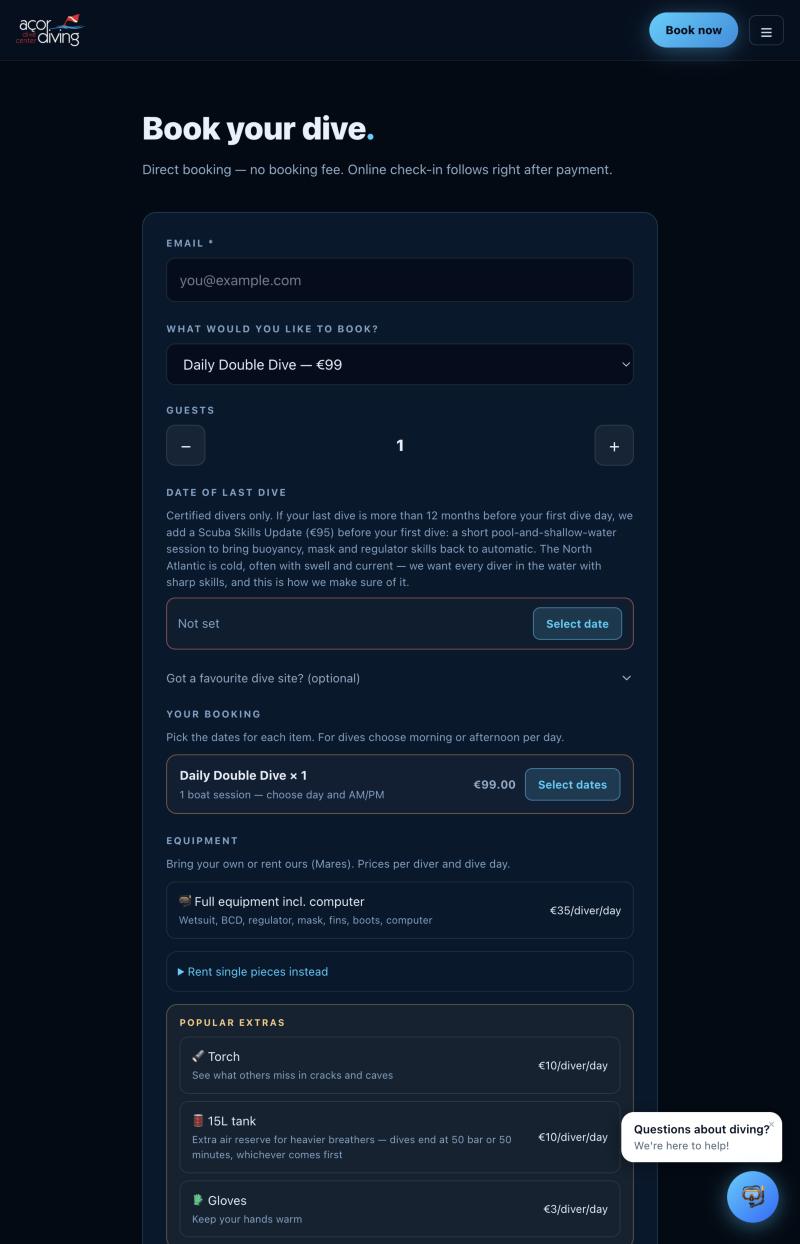 açor
dive
center
diving
Book now
Book your dive.
Direct booking — no booking fee. Online check-in follows right after payment.
EMAIL *
you@example.com
WHAT WOULD YOU LIKE TO BOOK?
Daily Double Dive — €99
GUESTS
− 1 +
DATE OF LAST DIVE
Certified divers only. If your last dive is more than 12 months before your first dive day, we
add a Scuba Skills Update (€95) before your first dive: a short pool-and-shallow-water
session to bring buoyancy, mask and regulator skills back to automatic. The North
Atlantic is cold, often with swell and current — we want every diver in the water with
sharp skills, and this is how we make sure of it.
Not set Select date
Got a favourite dive site? (optional)
YOUR BOOKING
Pick the dates for each item. For dives choose morning or afternoon per day.
Daily Double Dive × 1
1 boat session — choose day and AM/PM
€99.00 Select dates
EQUIPMENT
Bring your own or rent ours (Mares). Prices per diver and dive day.
Full equipment incl. computer
Wetsuit, BCD, regulator, mask, fins, boots, computer
€35/diver/day
Rent single pieces instead
POPULAR EXTRAS
Torch
See what others miss in cracks and caves
€10/diver/day
15L tank
Extra air reserve for heavier breathers — dives end at 50 bar or 50
minutes, whichever comes first
€10/diver/day
Gloves
Keep your hands warm
€3/diver/day
Questions about diving? ×
We're here to help!